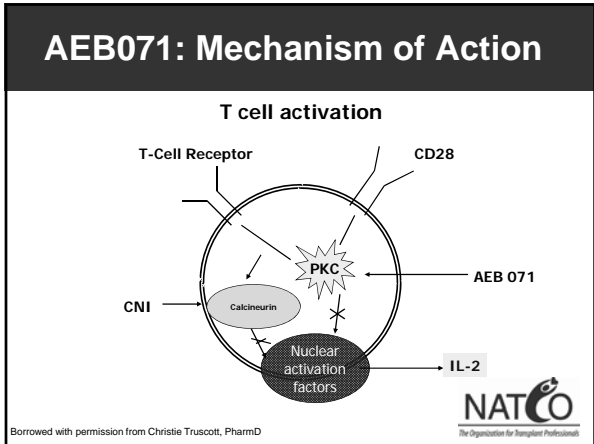 AEB071: Mechanism of Action
T cell activation
T-Cell Receptor
CD28
PKC
AEB 071
CNI
Calcineurin
Nuclear
activation
factors
IL-2
NATCO
The Organization for Transplant Professionals
Borrowed with permission from Christie Truscott, PharmD